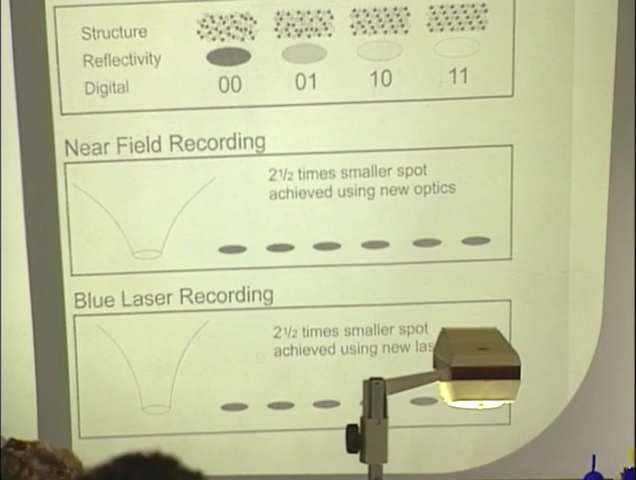 Structure
Reflectivity
Digital 00 01 10 11
Near Field Recording
2½ times smaller spot
achieved using new optics
Blue Laser Recording
2½ times smaller spot
achieved using new las